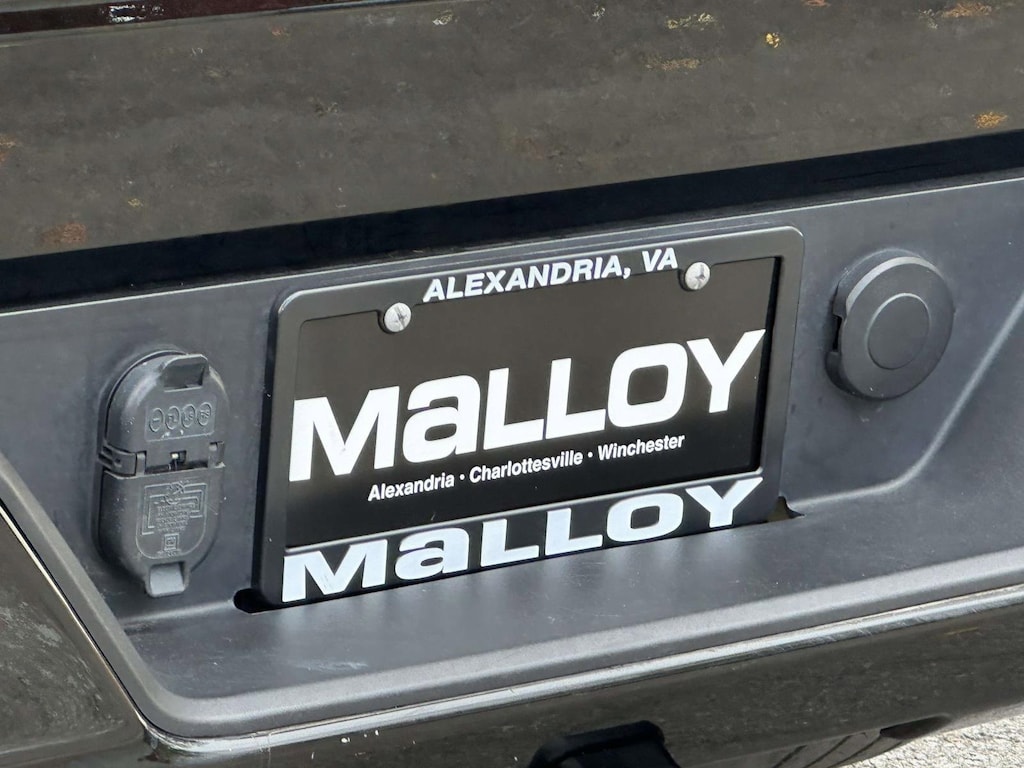 ALEXANDRIA, VA
MaLLOY
Alexandria · Charlottesville · Winchester
MaLLOY